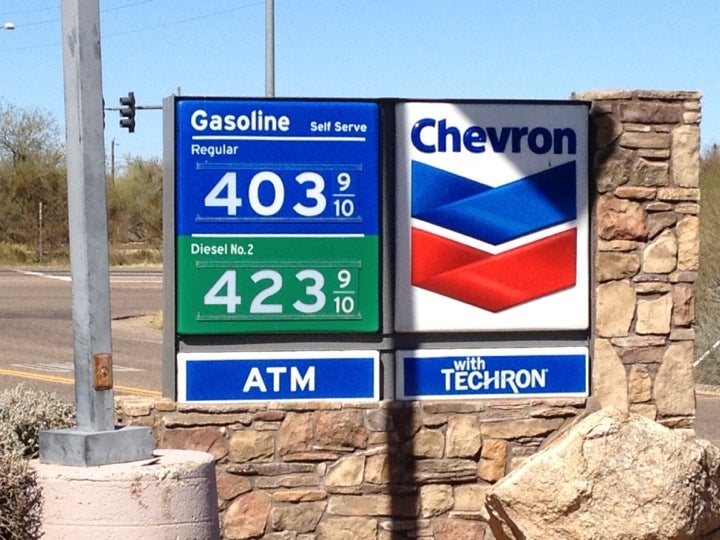 Gasoline Self Serve
Regular
403 9/10
Diesel No.2
423 9/10
ATM
Chevron
with
TECHRON